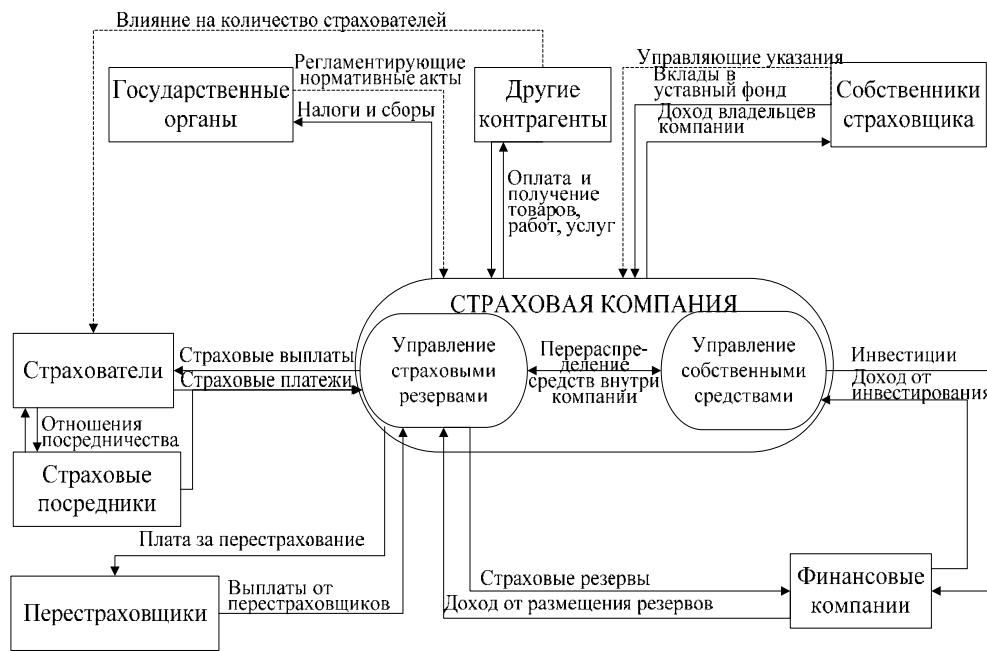 Влияние на количество страхователей
Государственные
органы
Регламентирующие
нормативные акты
Налоги и сборы
Другие
контрагенты
Управляющие указания
Вклады в
уставный фонд
Доход владельцев
компании
Собственники
страховщика
Оплата и
получение
товаров,
работ, услуг
СТРАХОВАЯ КОМПАНИЯ
Страхователи
Страховые выплаты
Страховые платежи
Управление
страховыми
резервами
Перераспре-
деление
средств внутри
компании
Управление
собственными
средствами
Инвестиции
Доход от
инвестирования
Отношения
посредничества
Страховые
посредники
Плата за перестрахование
Перестраховщики
Выплаты от
перестраховщиков
Страховые резервы
Доход от размещения резервов
Финансовые
компании